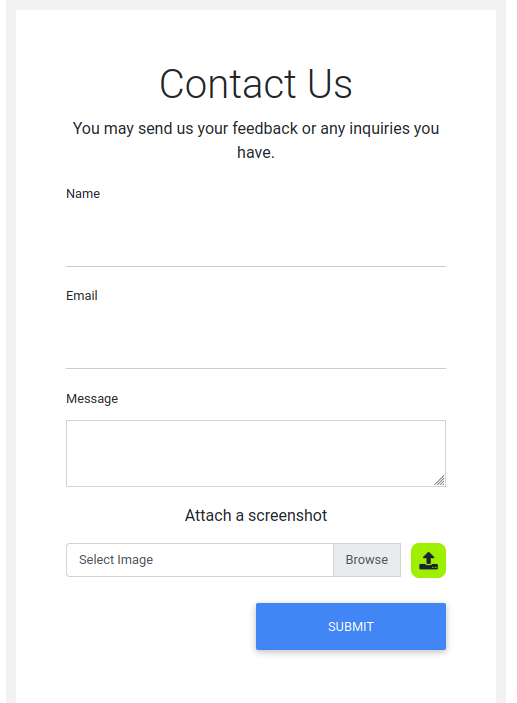 Contact Us
You may send us your feedback or any inquiries you
have.
Name
Email
Message
Attach a screenshot
Select Image Browse
SUBMIT